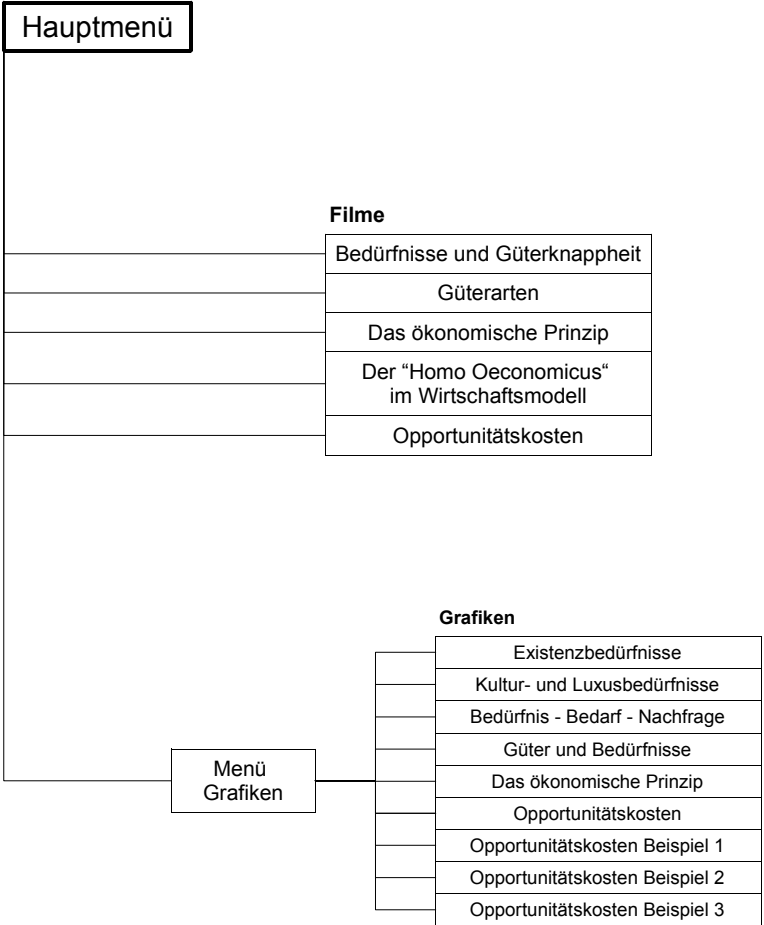 Hauptmenü
Filme
Bedürfnisse und Güterknappheit
Güterarten
Das ökonomische Prinzip
Der “Homo Oeconomicus“
im Wirtschaftsmodell
Opportunitätskosten
Grafiken
Existenzbedürfnisse
Kultur- und Luxusbedürfnisse
Bedürfnis - Bedarf - Nachfrage
Güter und Bedürfnisse
Menü
Grafiken
Das ökonomische Prinzip
Opportunitätskosten
Opportunitätskosten Beispiel 1
Opportunitätskosten Beispiel 2
Opportunitätskosten Beispiel 3